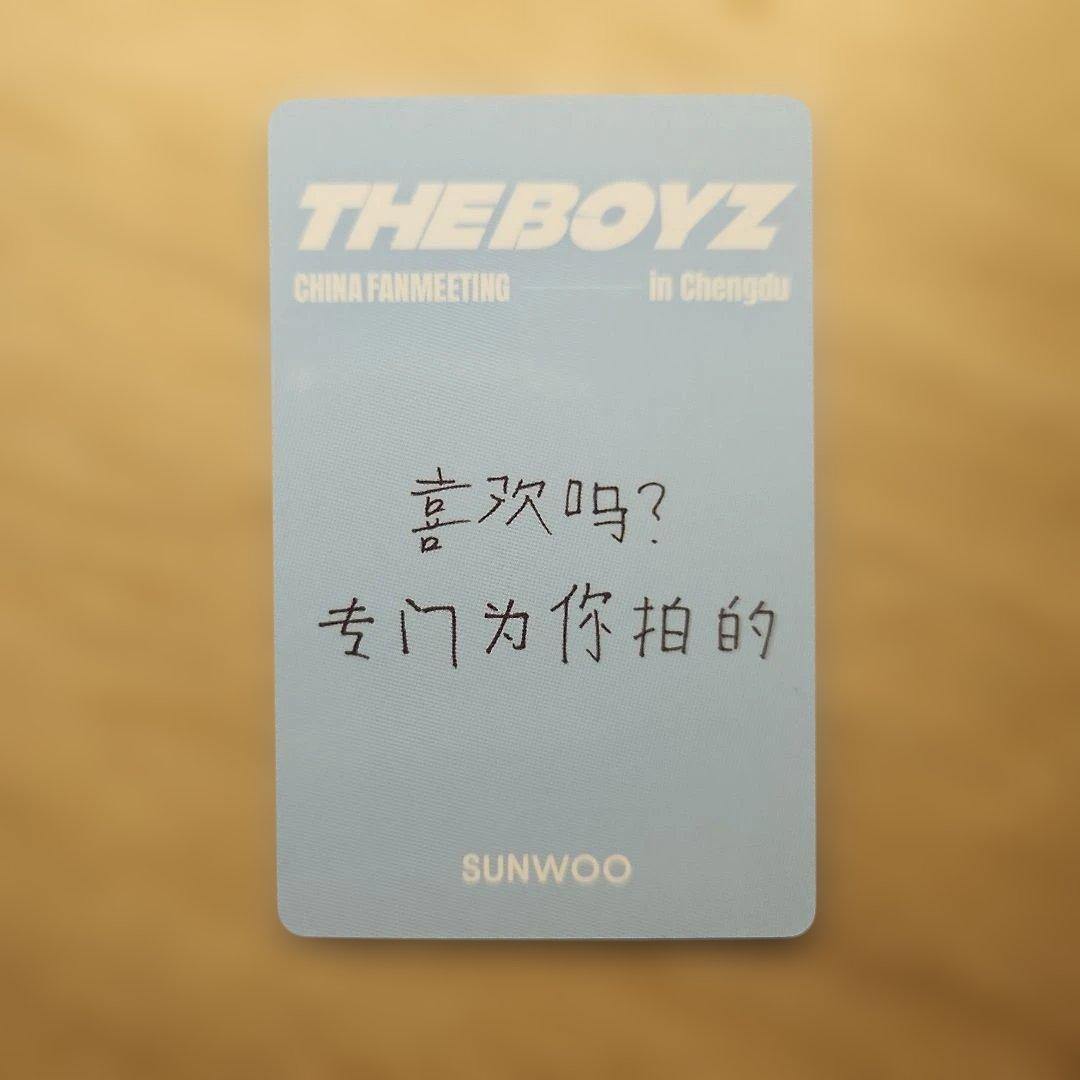 THEBOYZ
CHINA FANMEETING in Chengdu
喜欢吗?
专门为你拍的
SUNWOO